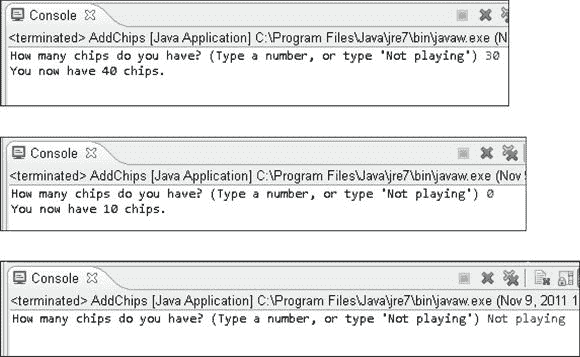 Console
<terminated> AddChips [Java Application] C:\Program Files\Java\jre7\bin\javaw.exe (N
How many chips do you have? (Type a number, or type 'Not playing') 30
You now have 40 chips.
Console
<terminated> AddChips [Java Application] C:\Program Files\Java\jre7\bin\javaw.exe (Nov 9
How many chips do you have? (Type a number, or type 'Not playing') 0
You now have 10 chips.
Console
<terminated> AddChips [Java Application] C:\Program Files\Java\jre7\bin\javaw.exe (Nov 9, 2011 1
How many chips do you have? (Type a number, or type 'Not playing') Not playing